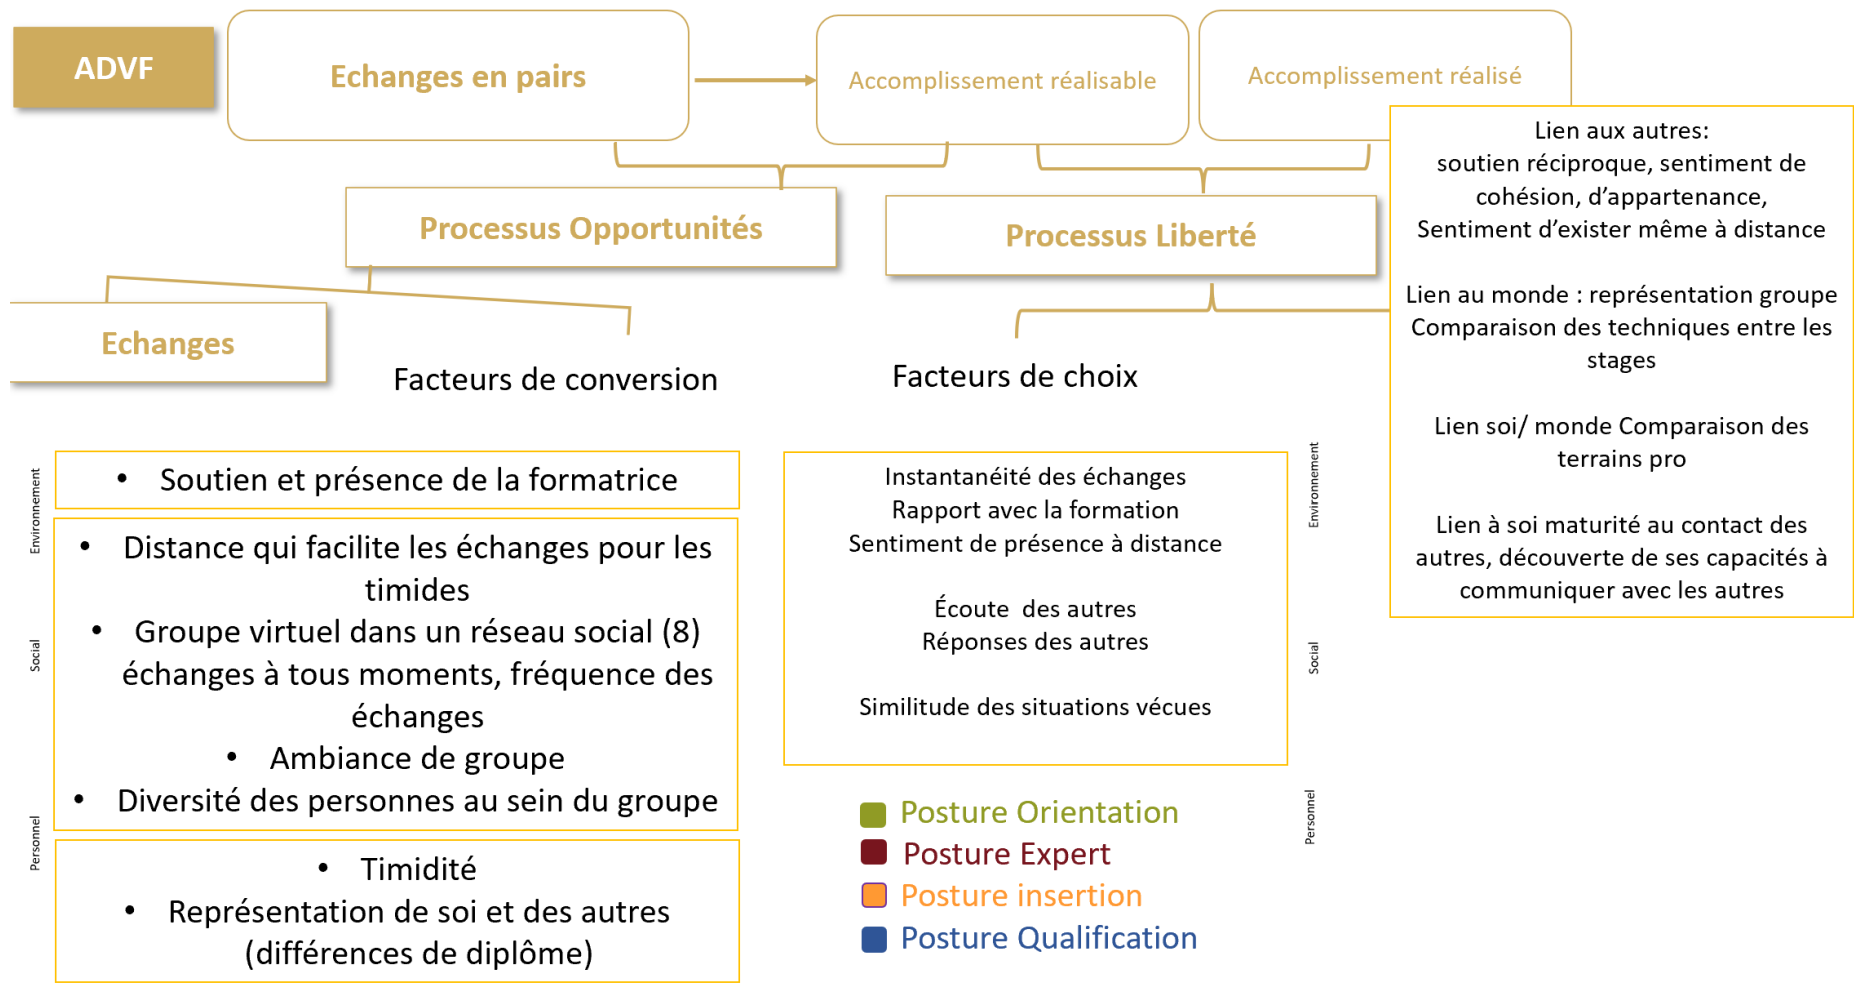 ADVF
Echanges en pairs
Accomplissement réalisable
Accomplissement réalisé
Processus Opportunités
Processus Liberté
Echanges
Facteurs de conversion
Facteurs de choix
Environnement
Social
Personnel
• Soutien et présence de la formatrice
• Distance qui facilite les échanges pour les
timides
• Groupe virtuel dans un réseau social (8)
échanges à tous moments, fréquence des
échanges
• Ambiance de groupe
• Diversité des personnes au sein du groupe
• Timidité
• Représentation de soi et des autres
(différences de diplôme)
Instantanéité des échanges
Rapport avec la formation
Sentiment de présence à distance
Écoute des autres
Réponses des autres
Similitude des situations vécues
Posture Orientation
Posture Expert
Posture insertion
Posture Qualification
Environnement
Social
Personnel
Lien aux autres:
soutien réciproque, sentiment de
cohésion, d’appartenance,
Sentiment d’exister même à distance
Lien au monde : représentation groupe
Comparaison des techniques entre les
stages
Lien soi/ monde Comparaison des
terrains pro
Lien à soi maturité au contact des
autres, découverte de ses capacités à
communiquer avec les autres